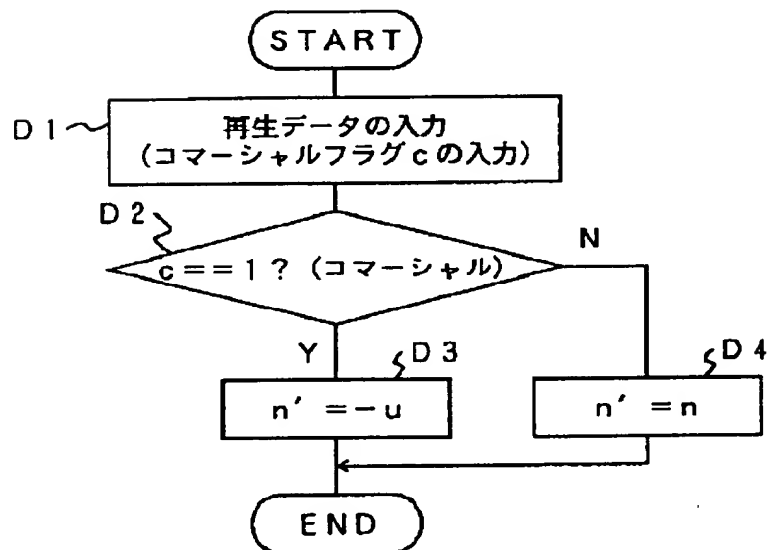 START
D1
再生データの入力
(コマーシャルフラグcの入力)
D2
c==1?(コマーシャル)
N
Y
D3
n'=-u
D4
n'=n
END